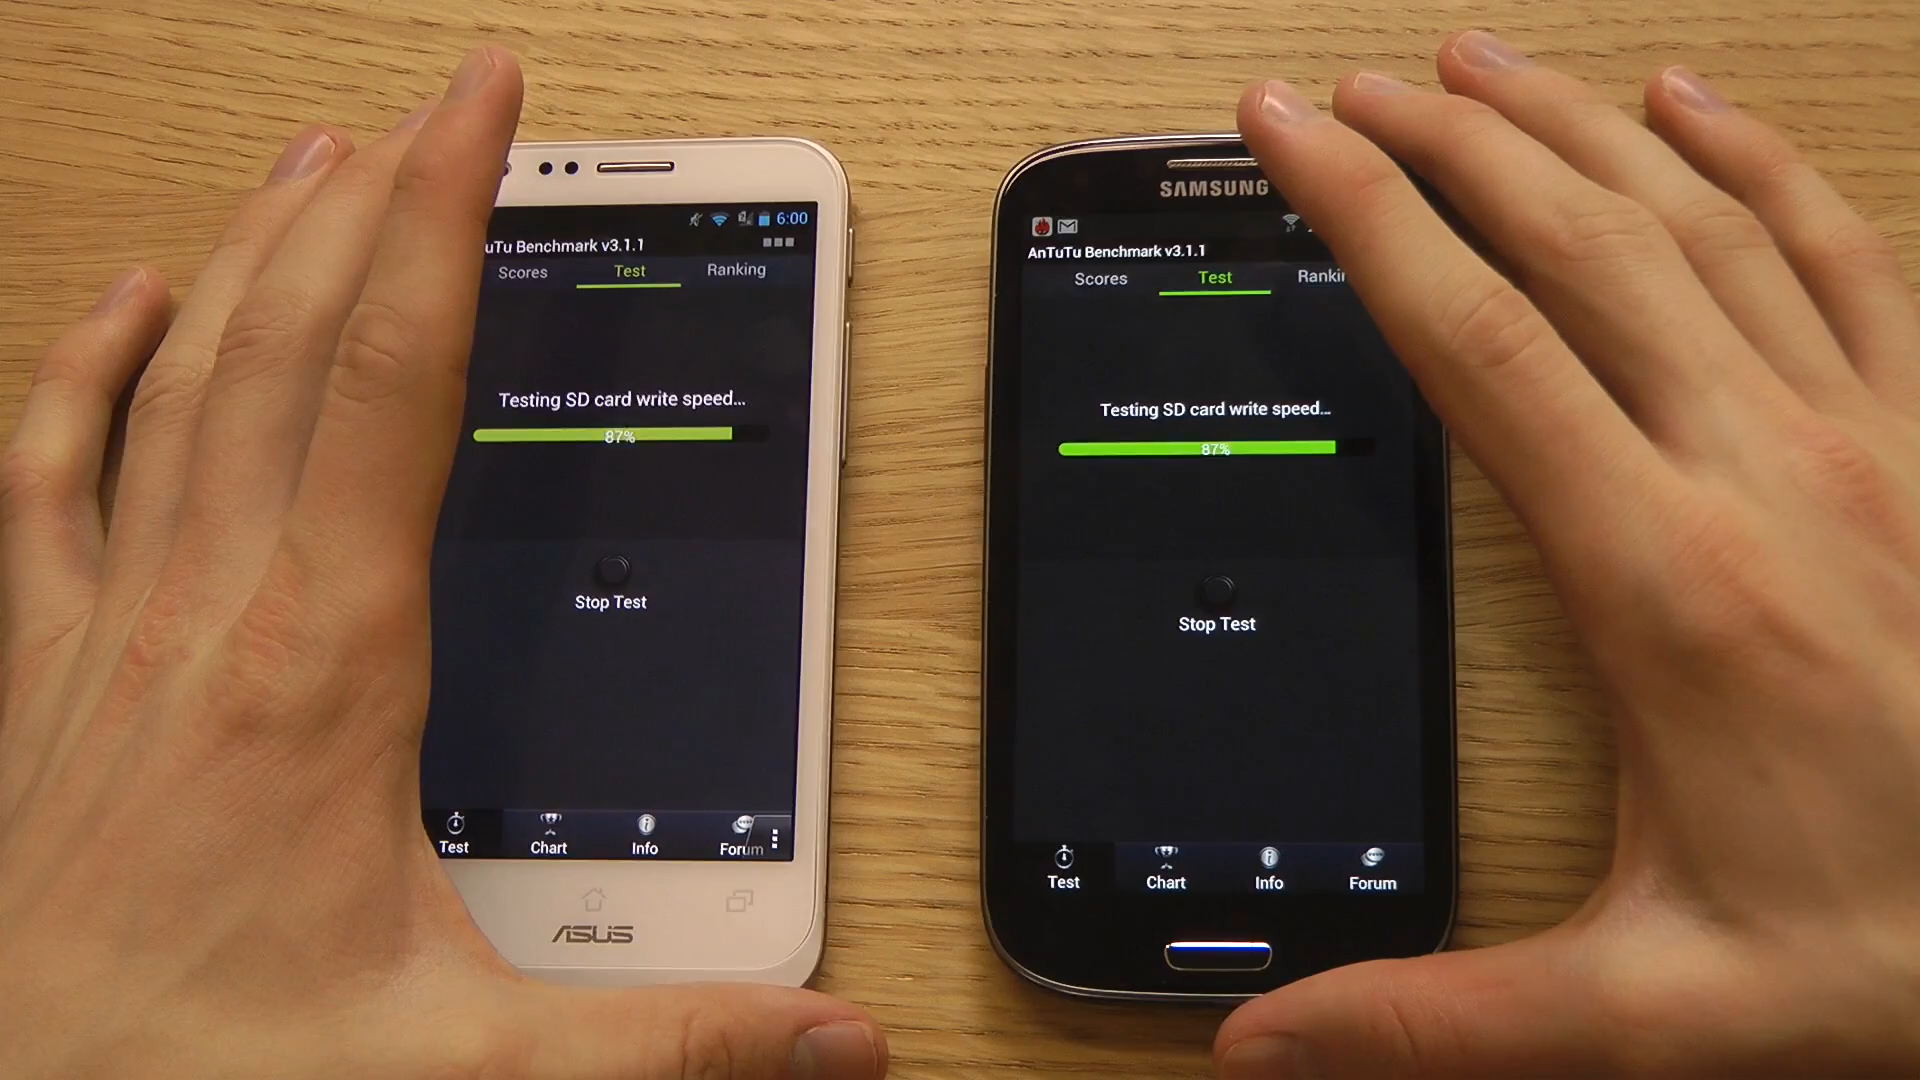 6:00
uTu Benchmark v3.1.1
Scores Test Ranking
Testing SD card write speed...
87%
Stop Test
Test Chart Info Forum
ASUS
SAMSUNG
AnTuTu Benchmark v3.1.1
Scores Test Rankin
Testing SD card write speed...
87%
Stop Test
Test Chart Info Forum